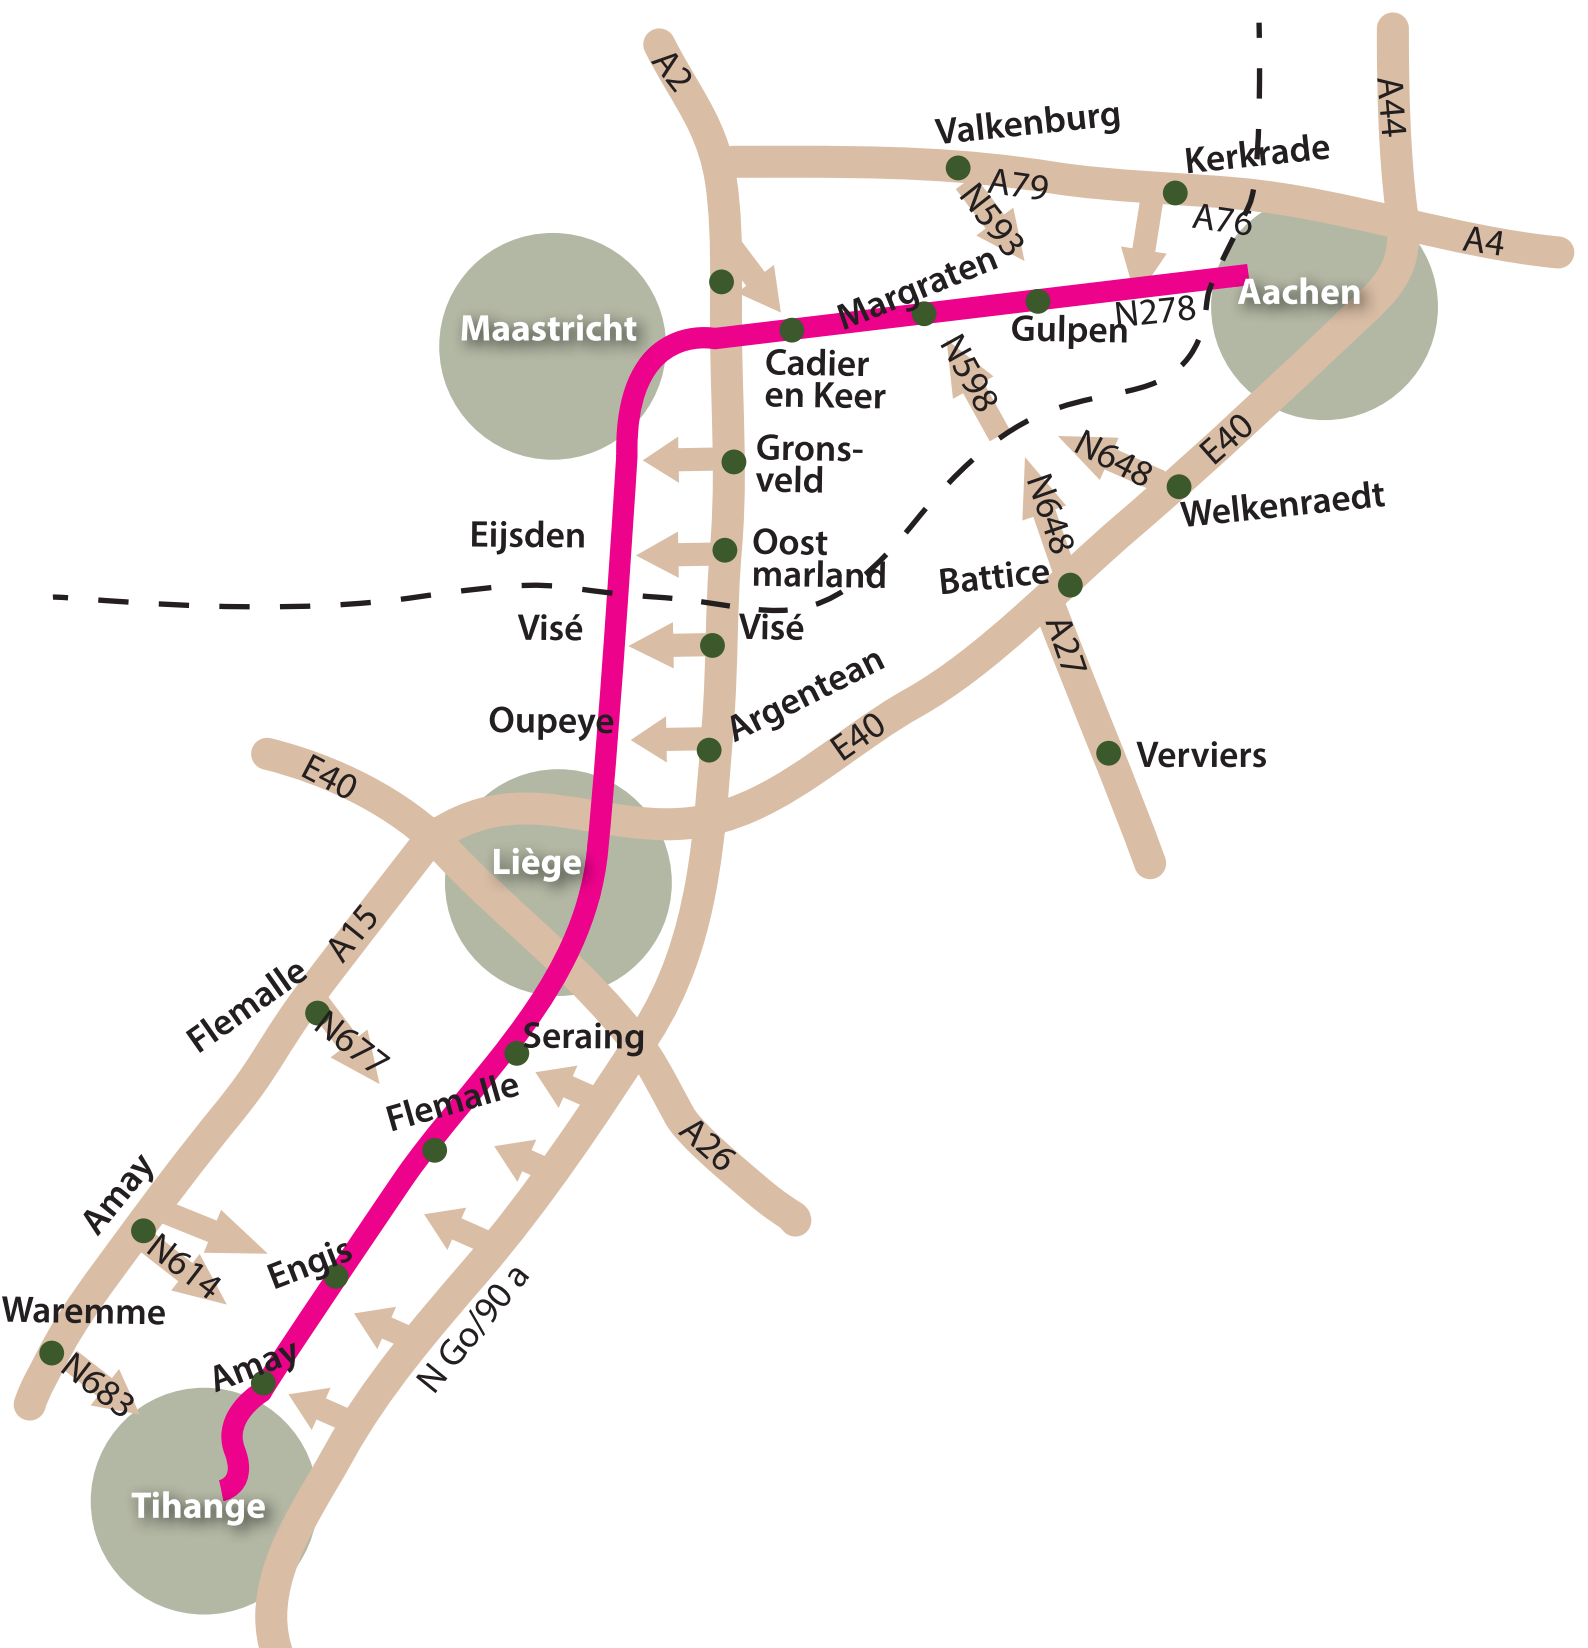 A2
A44
Valkenburg
Kerkrade
A79
N593
A76
A4
Margraten
Aachen
N278
Maastricht
Gulpen
Cadier
en Keer
N598
Grons-
veld
E40
N648
Welkenraedt
N648
Eijsden
Oost
marland
Battice
Visé
Visé
A27
Argentean
Oupeye
E40
Verviers
E40
Liège
A15
Flemalle
N677
Seraing
Flemalle
A26
Amay
N614
Engis
Waremme
N Go/90 a
Amay
N683
Tihange